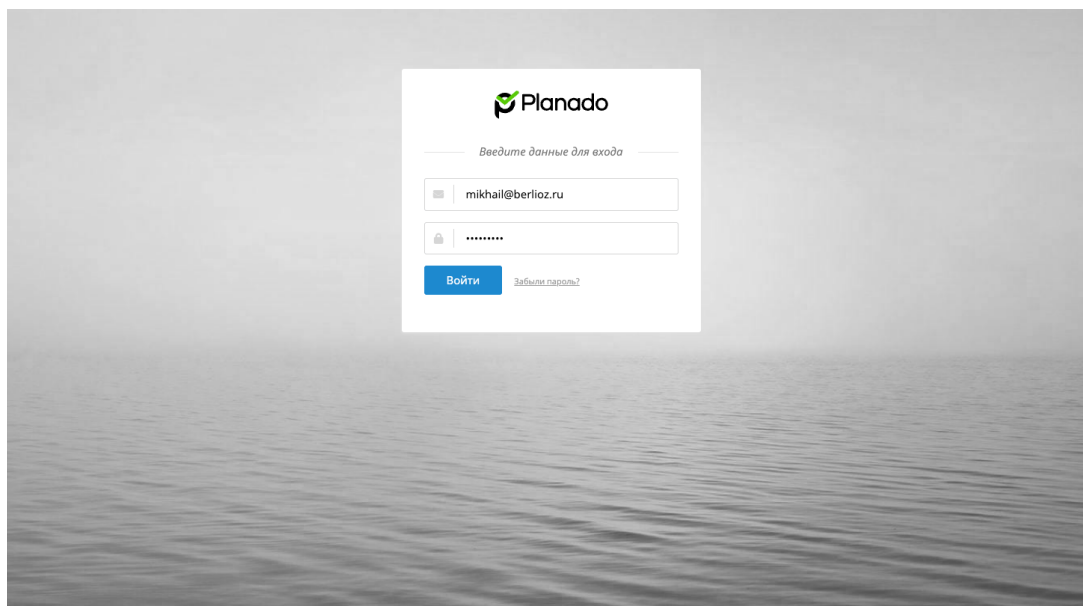 Planado
Введите данные для входа
mikhail@berlioz.ru
•••••••••
Войти
Забыли пароль?